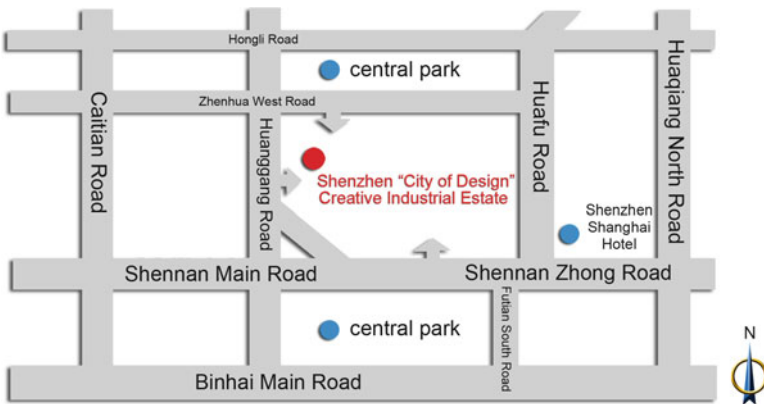 Hongli Road
central park
Zhenhua West Road
Caitian Road
Huanggang Road
Huafu Road
Huaqiang North Road
Shenzhen “City of Design”
Creative Industrial Estate
Shenzhen
Shanghai
Hotel
Shennan Main Road
Shennan Zhong Road
central park
Futian South Road
Binhai Main Road
N